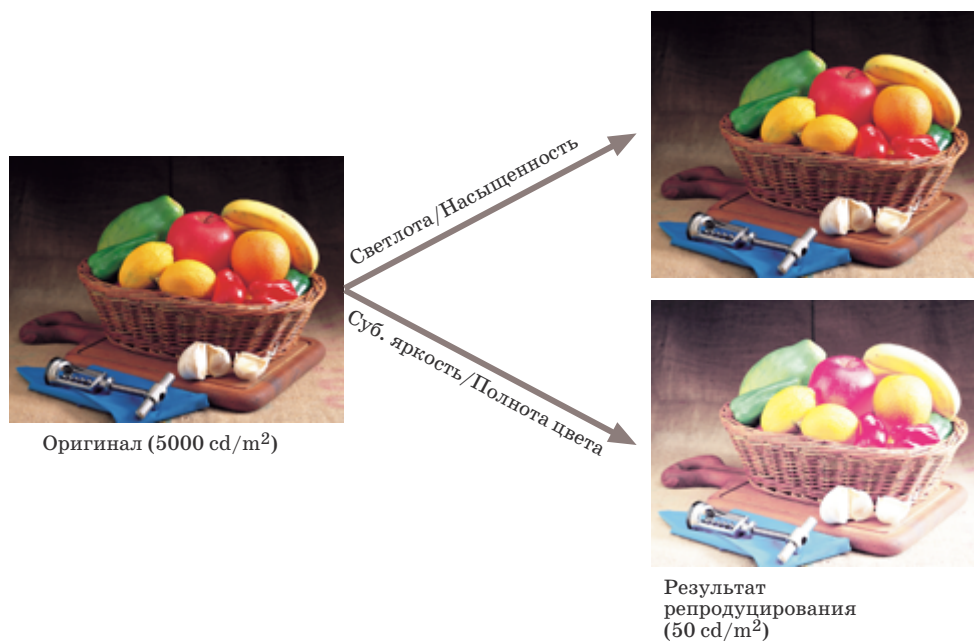 Светлота/Насыщенность
Суб. яркость/Полнота цвета
Оригинал (5000 cd/m²)
Результат
репродуцирования
(50 cd/m²)